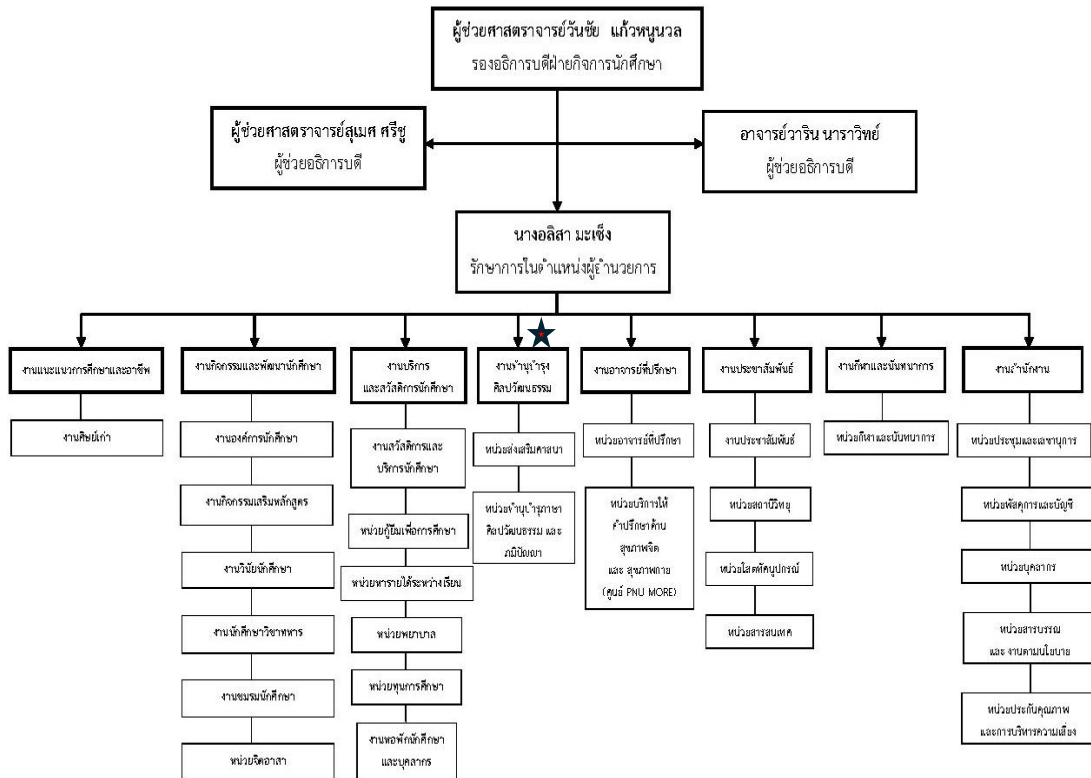 ผู้ช่วยศาสตราจารย์วันชัย แก้วหนูนวล
รองอธิการบดีฝ่ายกิจการนักศึกษา
ผู้ช่วยศาสตราจารย์สุเมศ ศรีชู
ผู้ช่วยอธิการบดี
อาจารย์วาริน นาราวิทย์
ผู้ช่วยอธิการบดี
นางอลิสา มะเซ็ง
รักษาการในตำแหน่งผู้อำนวยการ
งานแนะแนวการศึกษาและอาชีพ
งานศิษย์เก่า
งานกิจกรรมและพัฒนานักศึกษา
งานองค์การนักศึกษา
งานกิจกรรมเสริมหลักสูตร
งานวินัยนักศึกษา
งานนักศึกษาวิชาทหาร
งานชมรมนักศึกษา
หน่วยจิตอาสา
งานบริการ
และสวัสดิการนักศึกษา
งานสวัสดิการและ
บริการนักศึกษา
หน่วยกู้ยืมเพื่อการศึกษา
หน่วยหารายได้ระหว่างเรียน
หน่วยพยาบาล
หน่วยทุนการศึกษา
งานหอพักนักศึกษา
และบุคลากร
งานทำนุบำรุง
ศิลปวัฒนธรรม
หน่วยส่งเสริมศาสนา
หน่วยทำนุบำรุงภาษา
ศิลปวัฒนธรรม และ
ภูมิปัญญา
งานอาจารย์ที่ปรึกษา
หน่วยอาจารย์ที่ปรึกษา
หน่วยบริการให้
คำปรึกษาด้าน
สุขภาพจิต
และ สุขภาพกาย
(ศูนย์ PNU MORE)
งานประชาสัมพันธ์
งานประชาสัมพันธ์
หน่วยสถานีวิทยุ
หน่วยโสตทัศนูปกรณ์
หน่วยสารสนเทศ
งานกีฬาและนันทนาการ
หน่วยกีฬาและนันทนาการ
งานสำนักงาน
หน่วยประชุมและเลขานุการ
หน่วยพัสดุการและบัญชี
หน่วยบุคลากร
หน่วยสารบรรณ
และ งานตามนโยบาย
หน่วยประกันคุณภาพ
และการบริหารความเสี่ยง